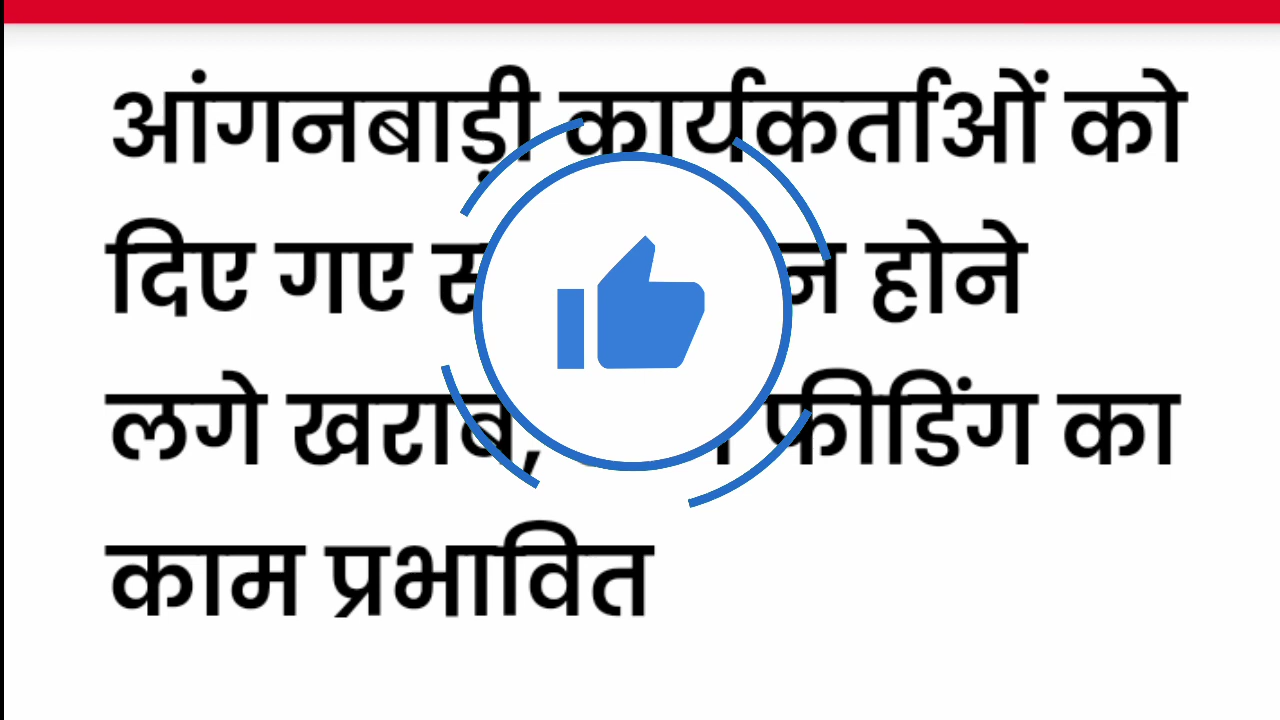 आंगनबाड़ी कार्यकर्ताओं को
दिए गए होने
लगे खराब, फीडिंग का
काम प्रभावित